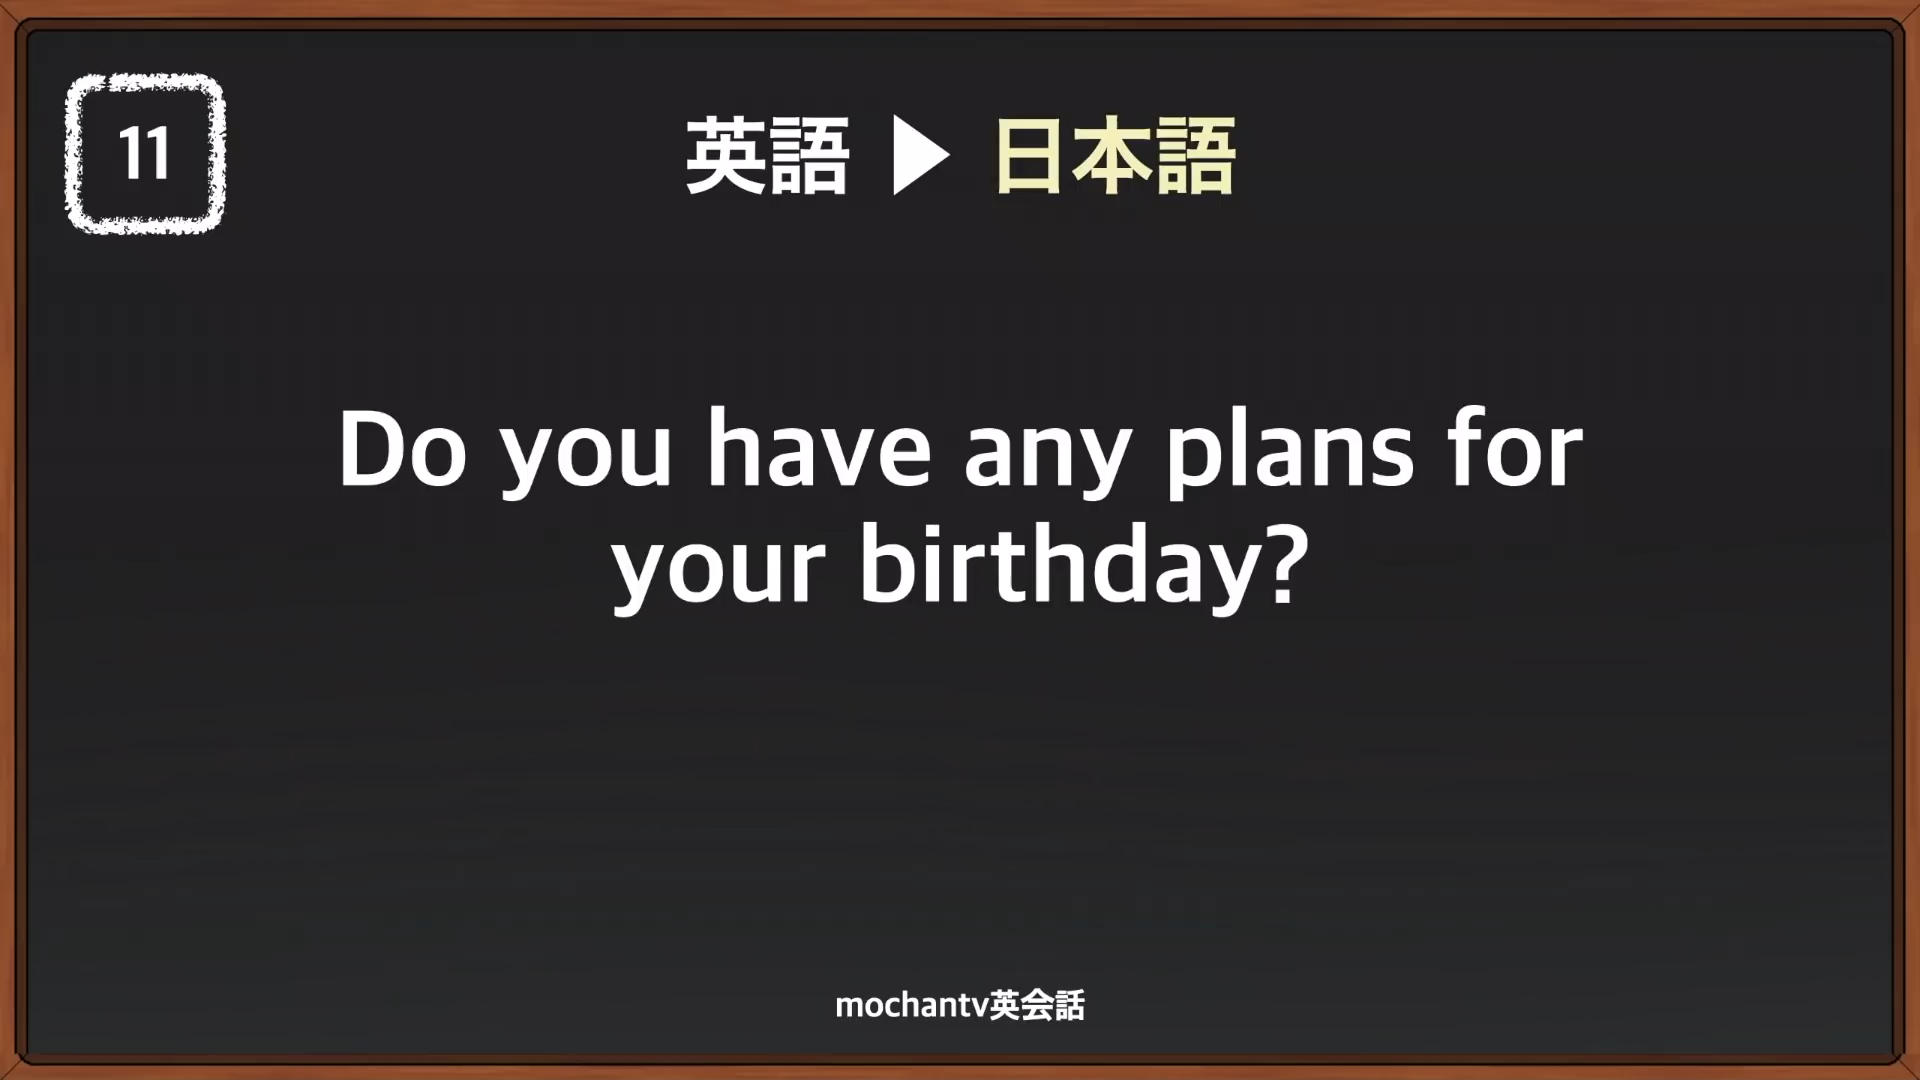 11
英語 ▶ 日本語
Do you have any plans for
your birthday?
mochantv英会話